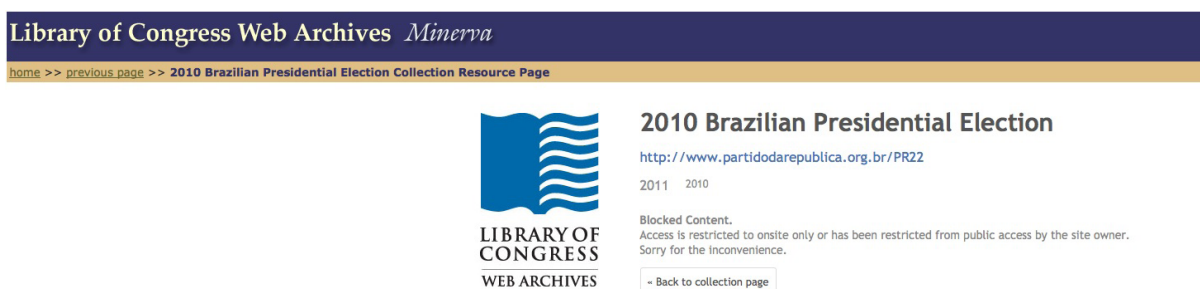 Library of Congress Web Archives Minerva
home >> previous page >> 2010 Brazilian Presidential Election Collection Resource Page
2010 Brazilian Presidential Election
http://www.partidodarepublica.org.br/PR22
2011 2010
Blocked Content.
Access is restricted to onsite only or has been restricted from public access by the site owner.
Sorry for the inconvenience.
« Back to collection page
LIBRARY OF
CONGRESS
WEB ARCHIVES